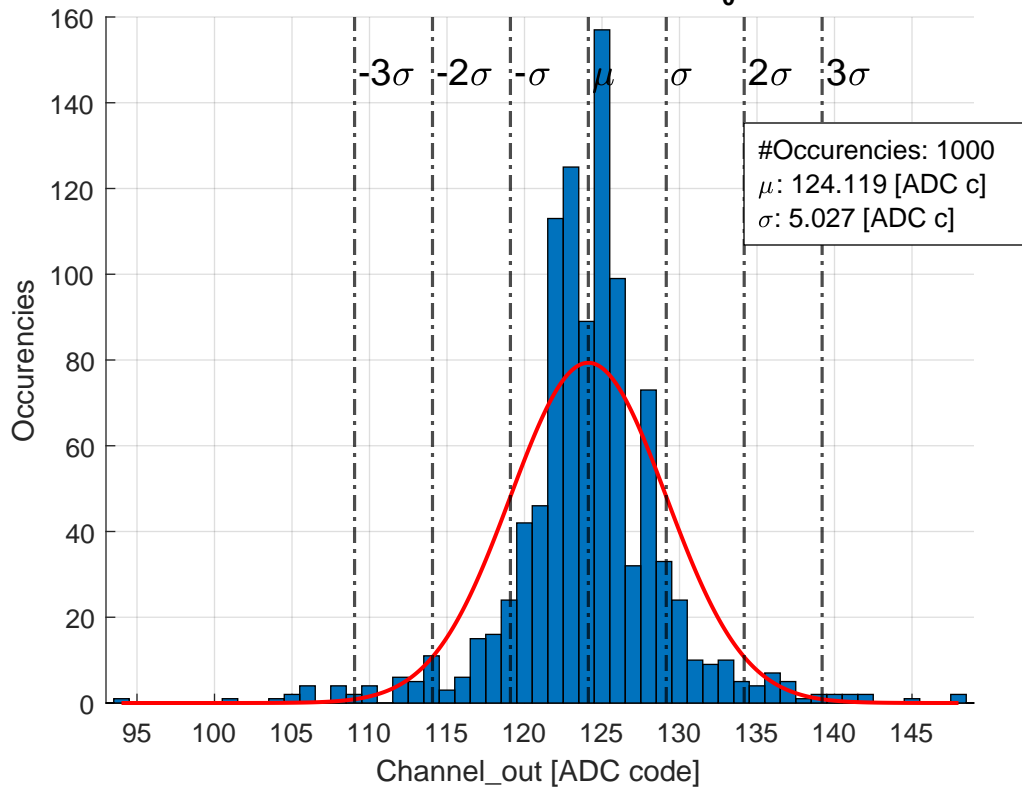 160
140
120
100
80
60
40
20
0
Occurencies
-3σ -2σ -σ μ σ 2σ 3σ
#Occurencies: 1000
μ: 124.119 [ADC c]
σ: 5.027 [ADC c]
95 100 105 110 115 120 125 130 135 140 145
Channel_out [ADC code]